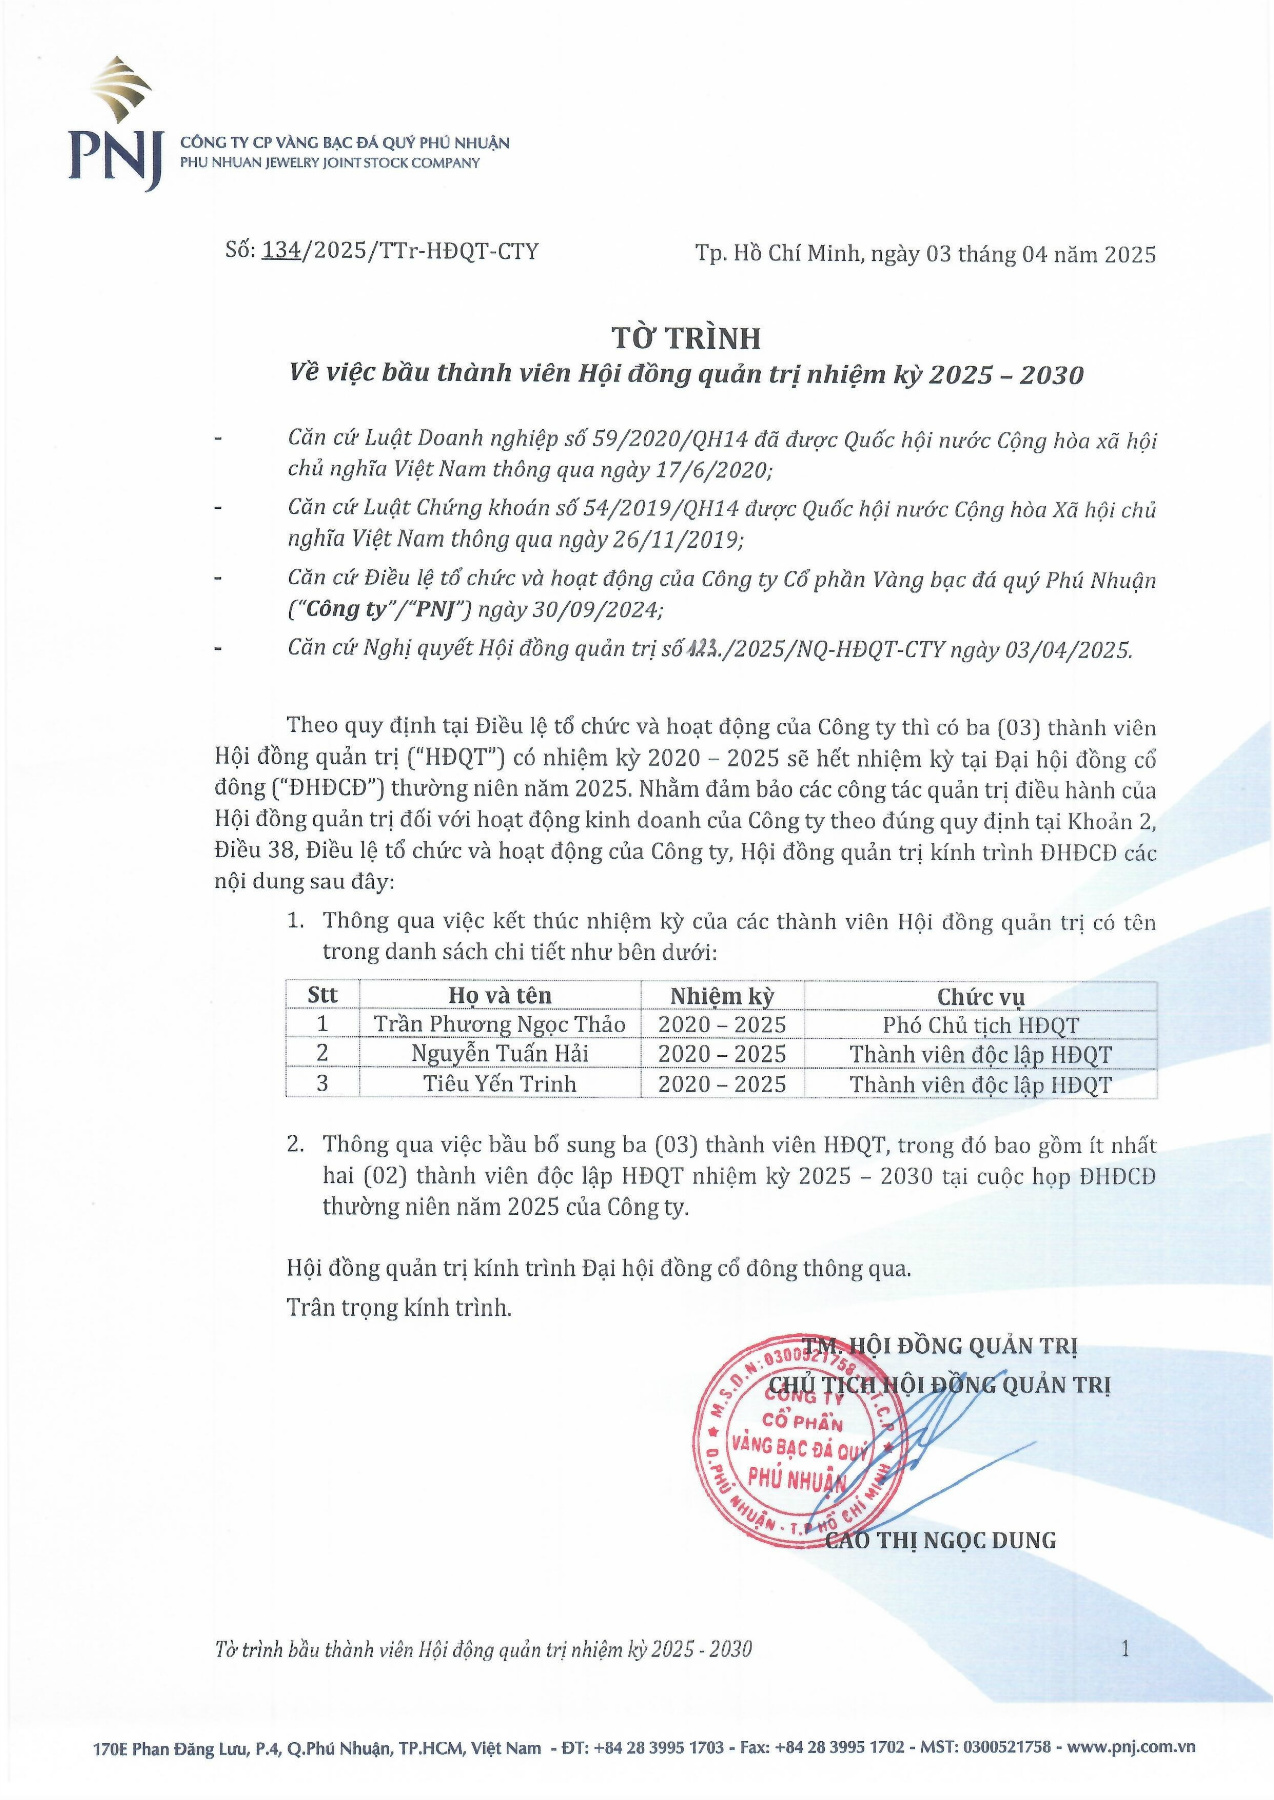 PNJ
CÔNG TY CP VÀNG BẠC ĐÁ QUÝ PHÚ NHUẬN
PHU NHUAN JEWELRY JOINT STOCK COMPANY
Số: 134/2025/TTr-HĐQT-CTY
Tp. Hồ Chí Minh, ngày 03 tháng 04 năm 2025
TỜ TRÌNH
Về việc bầu thành viên Hội đồng quản trị nhiệm kỳ 2025 – 2030
- Căn cứ Luật Doanh nghiệp số 59/2020/QH14 đã được Quốc hội nước Cộng hòa xã hội
chủ nghĩa Việt Nam thông qua ngày 17/6/2020;
- Căn cứ Luật Chứng khoán số 54/2019/QH14 được Quốc hội nước Cộng hòa Xã hội chủ
nghĩa Việt Nam thông qua ngày 26/11/2019;
- Căn cứ Điều lệ tổ chức và hoạt động của Công ty Cổ phần Vàng bạc đá quý Phú Nhuận
("Công ty"/"PNJ") ngày 30/09/2024;
- Căn cứ Nghị quyết Hội đồng quản trị số ./2025/NQ-HĐQT-CTY ngày 03/04/2025.
Theo quy định tại Điều lệ tổ chức và hoạt động của Công ty thì có ba (03) thành viên
Hội đồng quản trị ("HĐQT") có nhiệm kỳ 2020 – 2025 sẽ hết nhiệm kỳ tại Đại hội đồng cổ
đông ("ĐHĐCĐ") thường niên năm 2025. Nhằm đảm bảo các công tác quản trị điều hành của
Hội đồng quản trị đối với hoạt động kinh doanh của Công ty theo đúng quy định tại Khoản 2,
Điều 38, Điều lệ tổ chức và hoạt động của Công ty, Hội đồng quản trị kính trình ĐHĐCĐ các
nội dung sau đây:
1. Thông qua việc kết thúc nhiệm kỳ của các thành viên Hội đồng quản trị có tên
trong danh sách chi tiết như bên dưới:
Stt Họ và tên Nhiệm kỳ Chức vụ
1 Trần Phương Ngọc Thảo 2020 – 2025 Phó Chủ tịch HĐQT
2 Nguyễn Tuấn Hải 2020 – 2025 Thành viên độc lập HĐQT
3 Tiêu Yến Trinh 2020 – 2025 Thành viên độc lập HĐQT
2. Thông qua việc bầu bổ sung ba (03) thành viên HĐQT, trong đó bao gồm ít nhất
hai (02) thành viên độc lập HĐQT nhiệm kỳ 2025 – 2030 tại cuộc họp ĐHĐCĐ
thường niên năm 2025 của Công ty.
Hội đồng quản trị kính trình Đại hội đồng cổ đông thông qua.
Trân trọng kính trình.
TM. HỘI ĐỒNG QUẢN TRỊ
CHỦ TỊCH HỘI ĐỒNG QUẢN TRỊ
M.S.D.N: 0300521758 - C.T.C.P
CÔNG TY
CỔ PHẦN
VÀNG BẠC ĐÁ QUÝ
PHÚ NHUẬN
Q.PHÚ NHUẬN - T.P HỒ CHÍ MINH
CAO THỊ NGỌC DUNG
Tờ trình bầu thành viên Hội động quản trị nhiệm kỳ 2025 - 2030 1
170E Phan Đăng Lưu, P.4, Q.Phú Nhuận, TP.HCM, Việt Nam - ĐT: +84 28 3995 1703 - Fax: +84 28 3995 1702 - MST: 0300521758 - www.pnj.com.vn